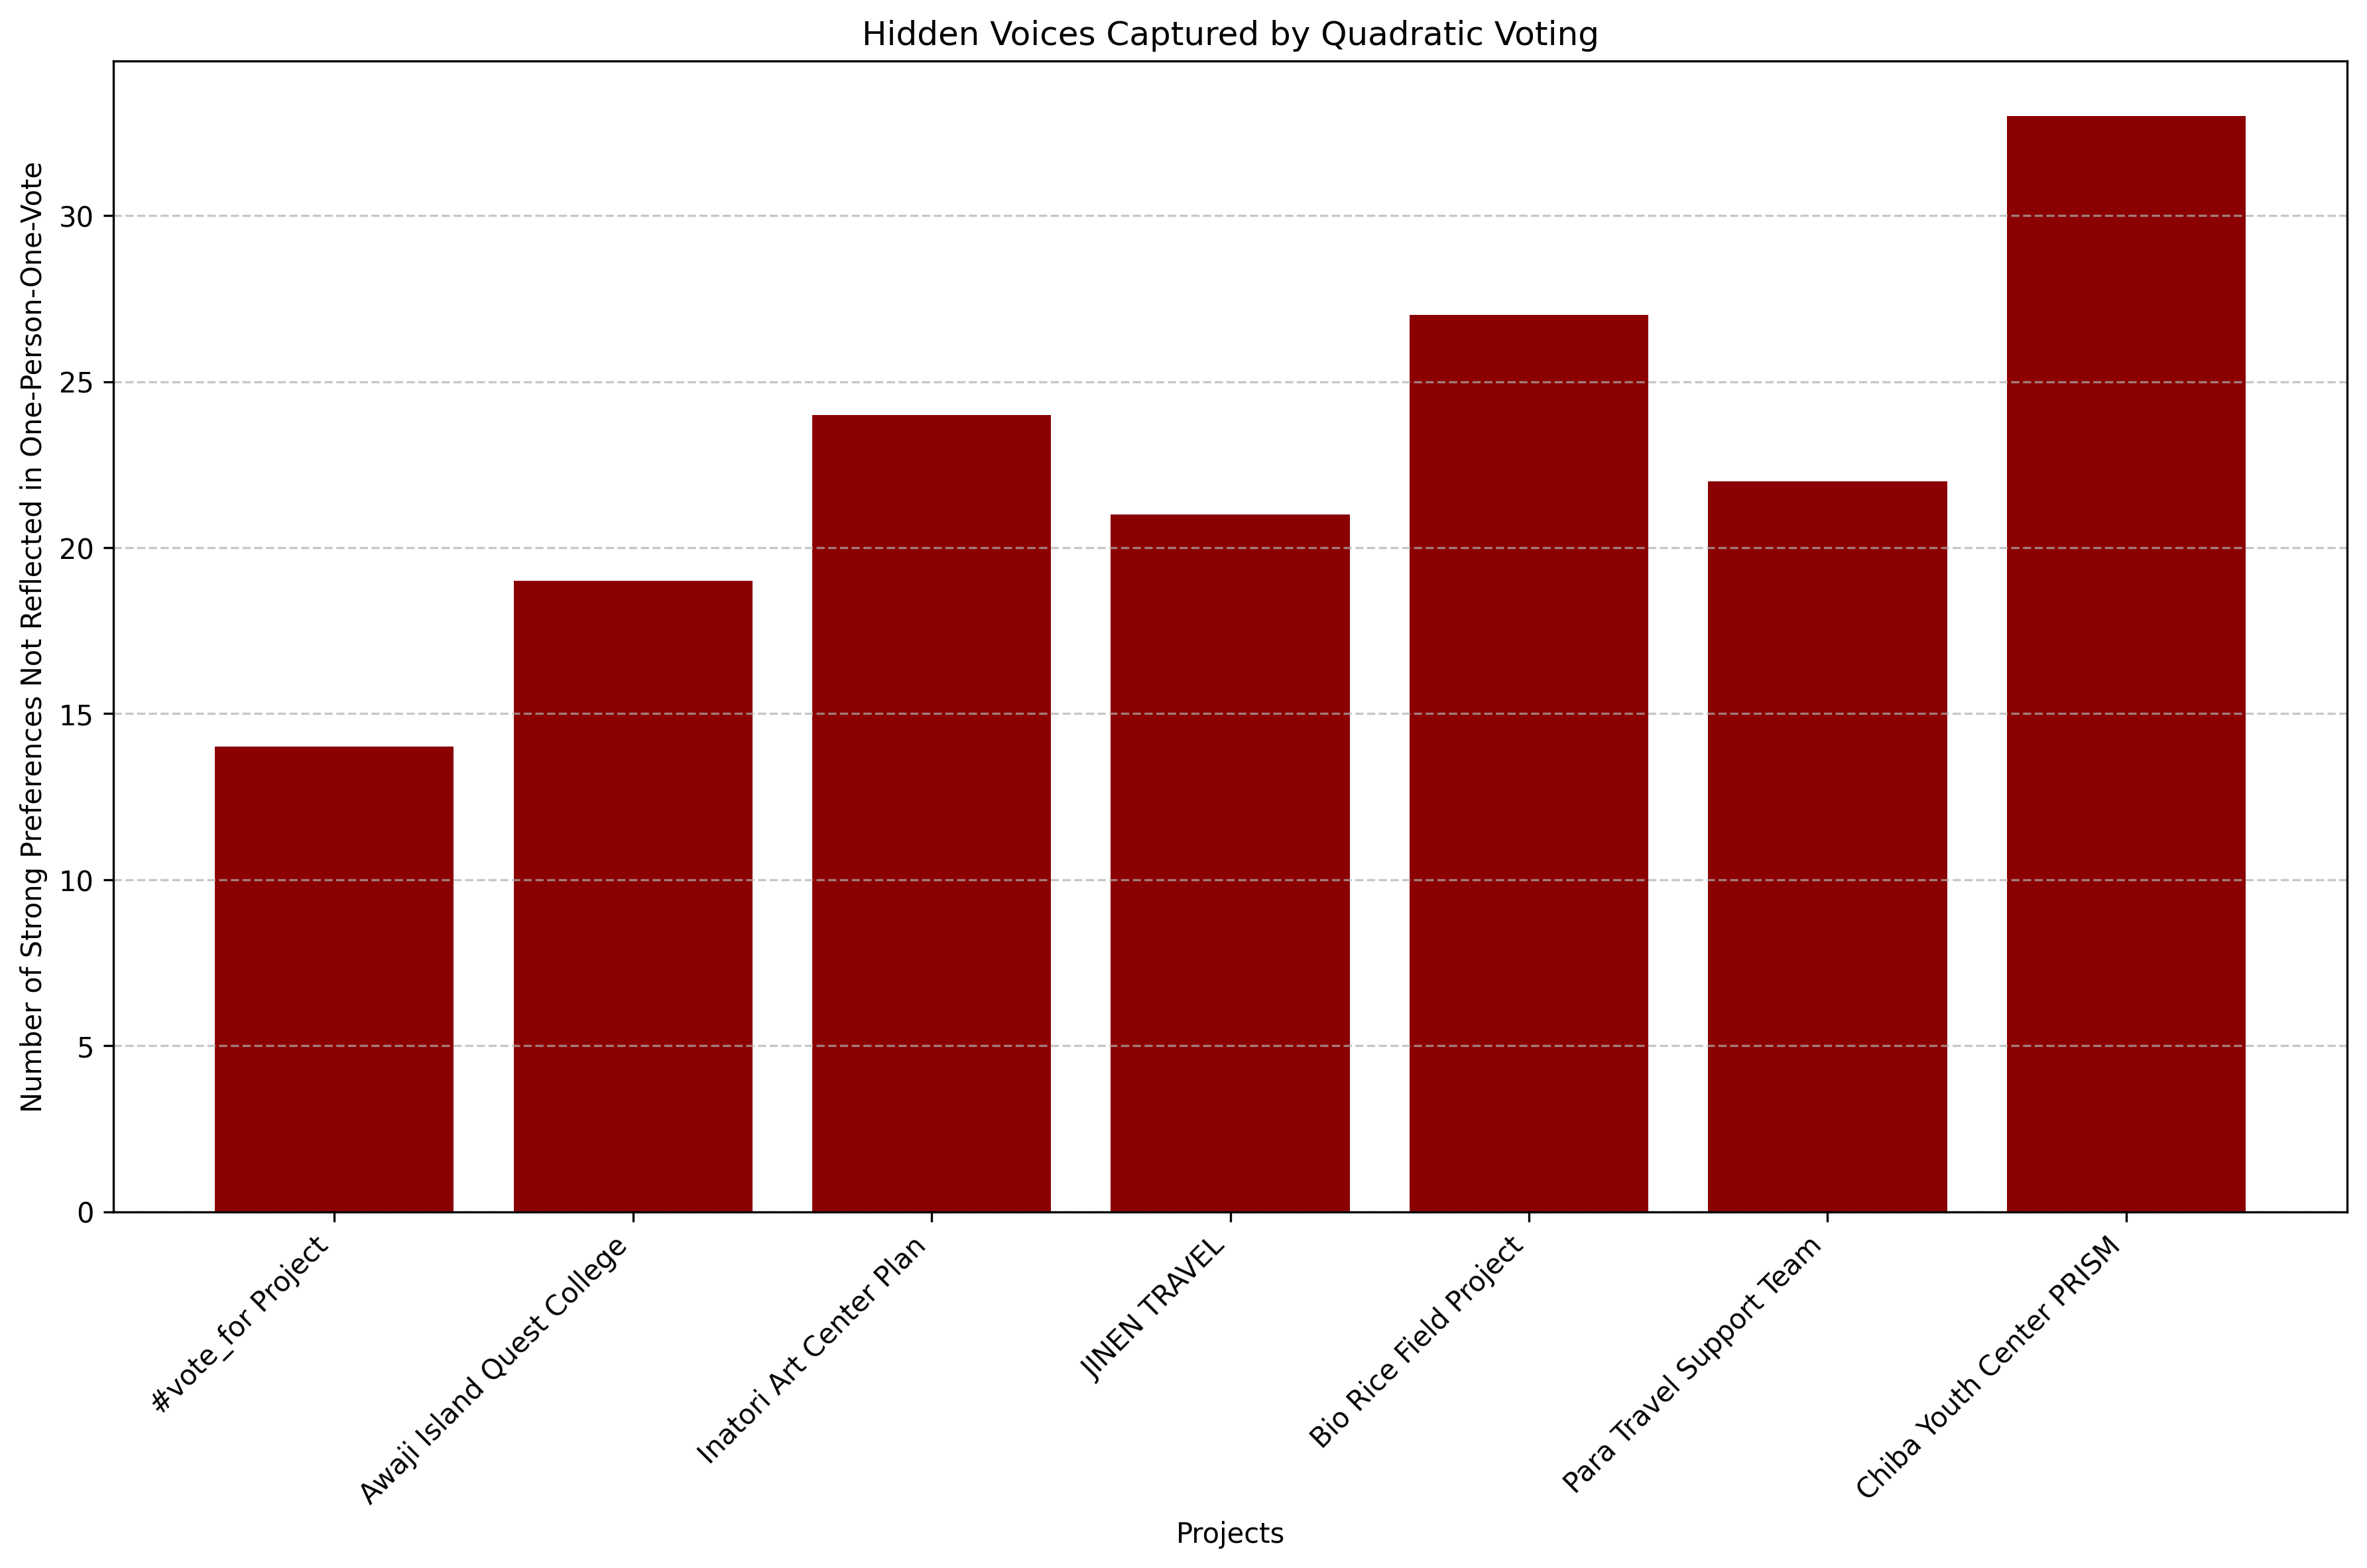 Hidden Voices Captured by Quadratic Voting
Number of Strong Preferences Not Reflected in One-Person-One-Vote
30
25
20
15
10
5
0
#vote_for Project
Awaji Island Quest College
Inatori Art Center Plan
JINEN TRAVEL
Bio Rice Field Project
Para Travel Support Team
Chiba Youth Center PRISM
Projects